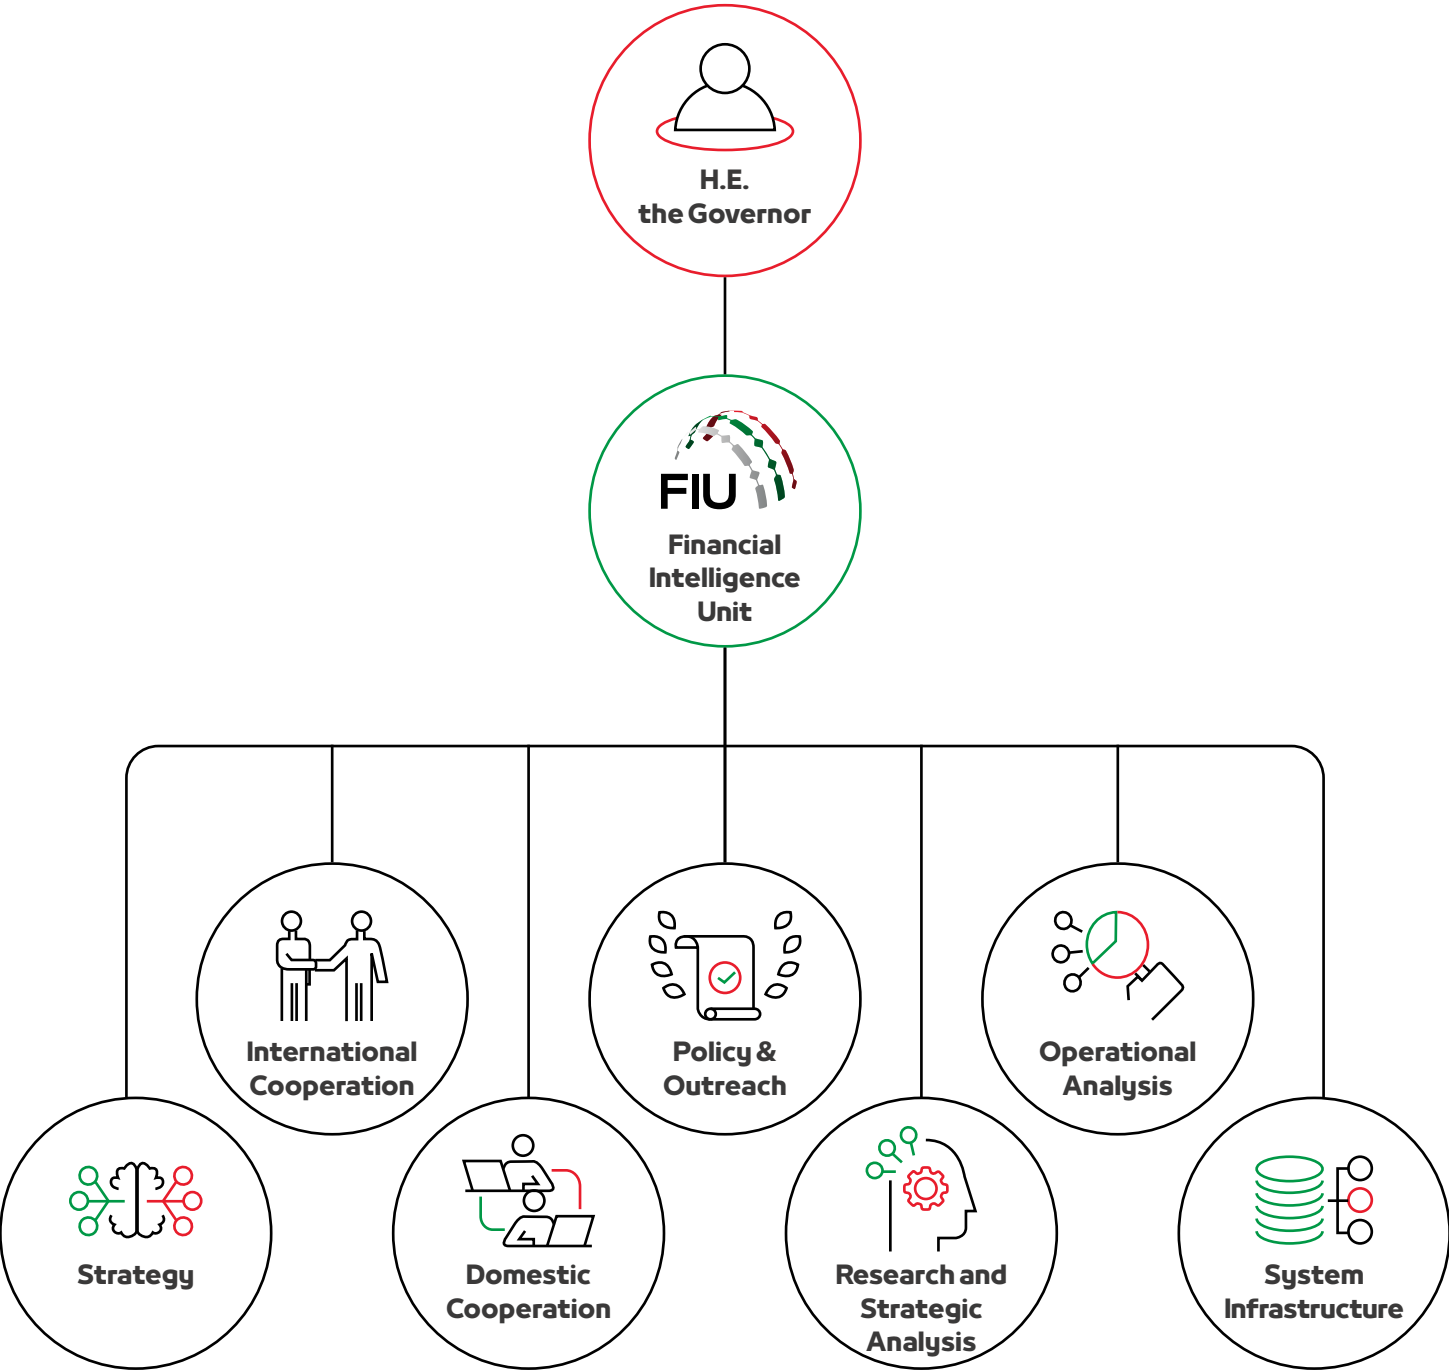 H.E.
the Governor
FIU
Financial
Intelligence
Unit
International
Cooperation
Policy &
Outreach
Operational
Analysis
Strategy
Domestic
Cooperation
Research and
Strategic
Analysis
System
Infrastructure